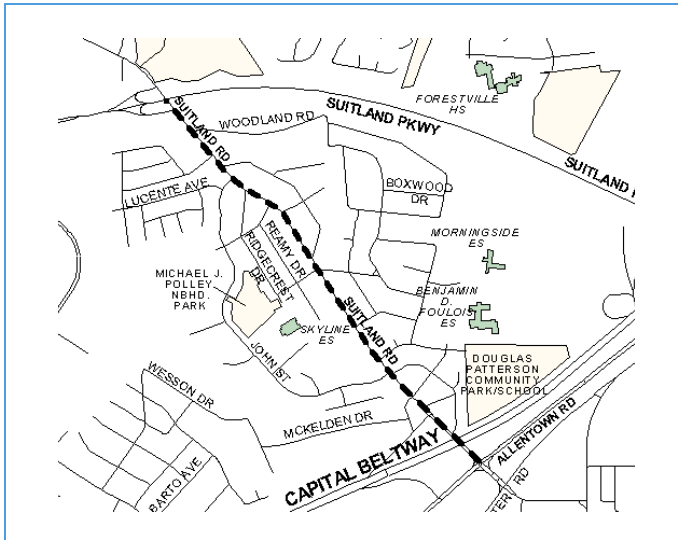 FORESTVILLE
HS
SUITLAND RD
WOODLAND RD
SUITLAND PKWY
SUITLAND
LUCENTE AVE
BOXWOOD
DR
REAMY DR
RIDGECREST
DR
MORNINGSIDE
ES
MICHAEL J.
POLLEY
NBHD.
PARK
BENJAMIN
D.
FOULOIS
ES
SKYLINE
ES
SUITLAND RD
JOHN ST
DOUGLAS
PATTERSON
COMMUNITY
PARK/SCHOOL
WESSON DR
MCKELDEN DR
CAPITAL BELTWAY
ALLENTOWN RD
BARTO AVE
TER RD